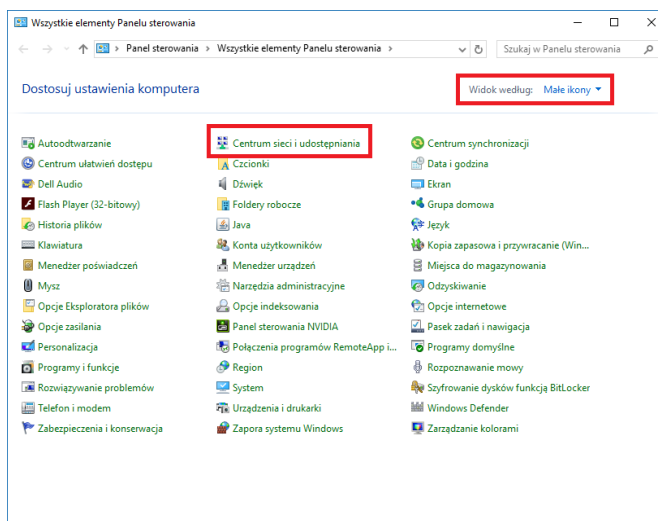 Wszystkie elementy Panelu sterowania
Panel sterowania > Wszystkie elementy Panelu sterowania >
Szukaj w Panelu sterowania
Dostosuj ustawienia komputera
Widok według: Małe ikony
Autoodtwarzanie
Centrum sieci i udostępniania
Centrum synchronizacji
Centrum ułatwień dostępu
Czcionki
Data i godzina
Dell Audio
Dźwięk
Ekran
Flash Player (32-bitowy)
Foldery robocze
Grupa domowa
Historia plików
Java
Język
Klawiatura
Konta użytkowników
Kopia zapasowa i przywracanie (Win...
Menedżer poświadczeń
Menedżer urządzeń
Miejsca do magazynowania
Mysz
Narzędzia administracyjne
Odzyskiwanie
Opcje Eksploratora plików
Opcje indeksowania
Opcje internetowe
Opcje zasilania
Panel sterowania NVIDIA
Pasek zadań i nawigacja
Personalizacja
Połączenia programów RemoteApp i...
Programy domyślne
Programy i funkcje
Region
Rozpoznawanie mowy
Rozwiązywanie problemów
System
Szyfrowanie dysków funkcją BitLocker
Telefon i modem
Urządzenia i drukarki
Windows Defender
Zabezpieczenia i konserwacja
Zapora systemu Windows
Zarządzanie kolorami